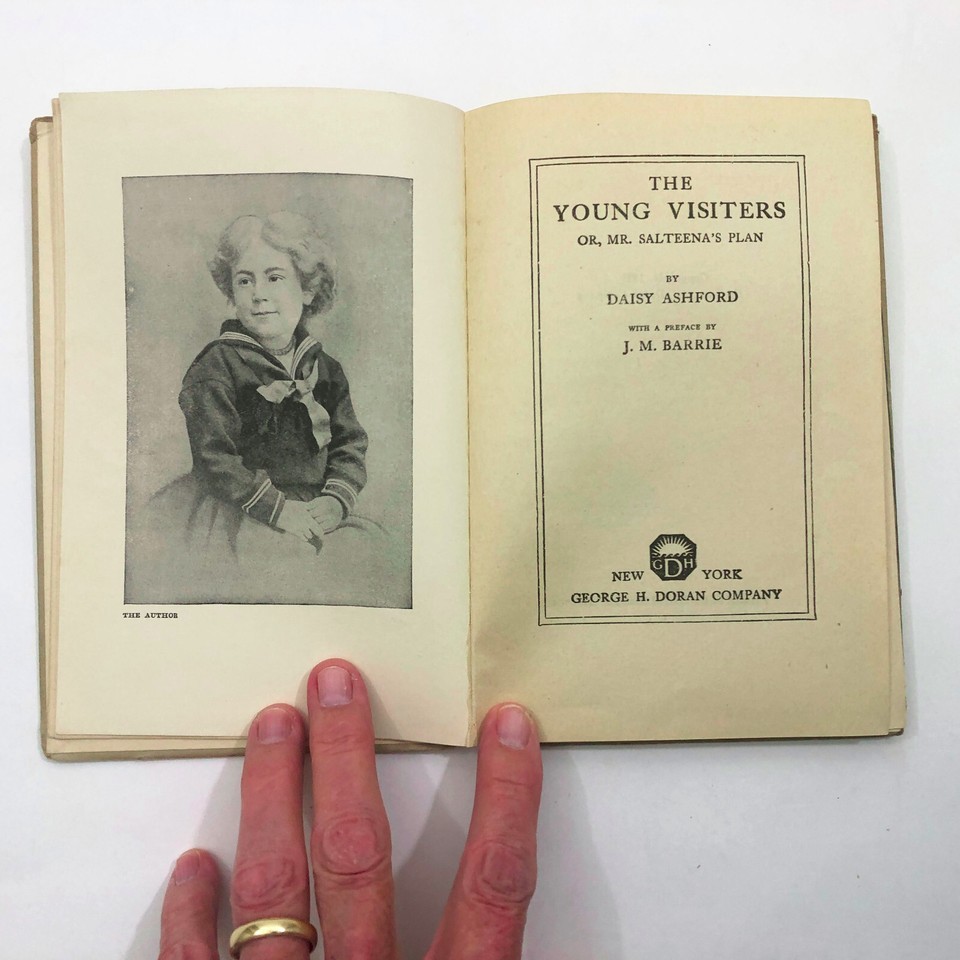 THE AUTHOR
THE
YOUNG VISITERS
OR, MR. SALTEENA'S PLAN
BY
DAISY ASHFORD
WITH A PREFACE BY
J. M. BARRIE
GDH
NEW YORK
GEORGE H. DORAN COMPANY